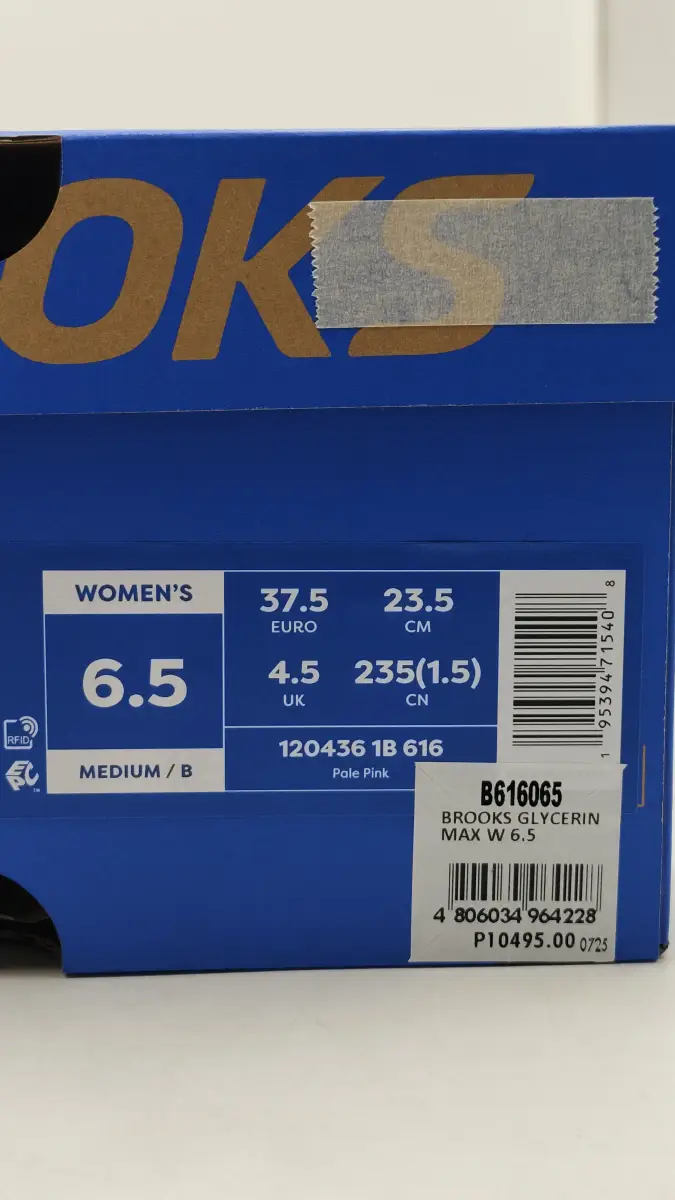 OKS
WOMEN'S
6.5
MEDIUM / B
37.5
EURO
23.5
CM
4.5
UK
235(1.5)
CN
120436 1B 616
Pale Pink
1 95394 71540 8
RFID
EPC™
B616065
BROOKS GLYCERIN
MAX W 6.5
4 806034 964228
P10495.00 0725